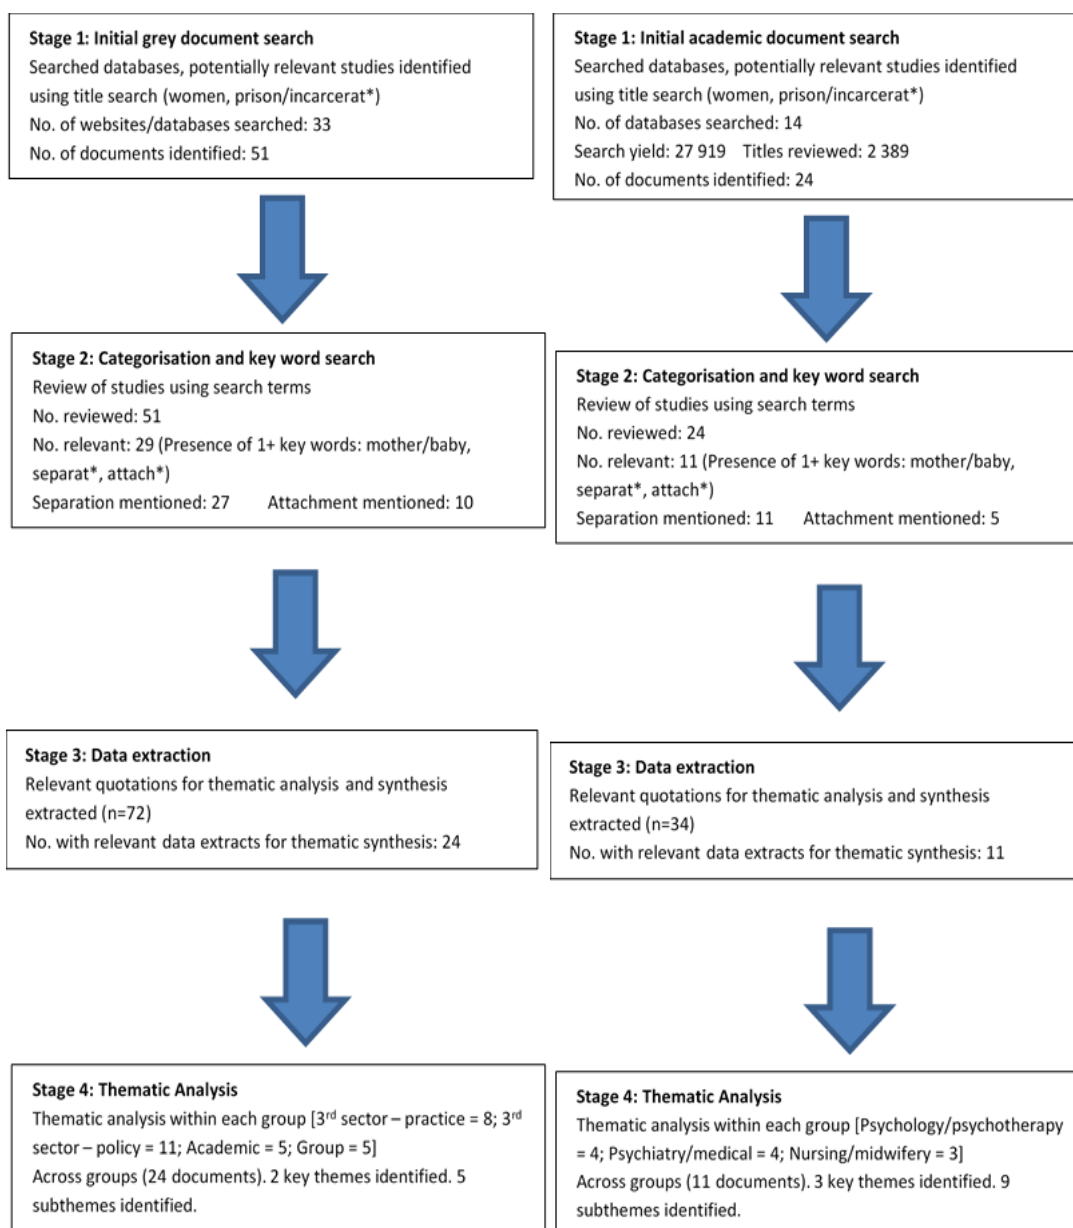 Stage 1: Initial grey document search
Searched databases, potentially relevant studies identified
using title search (women, prison/incarcerat*)
No. of websites/databases searched: 33
No. of documents identified: 51
Stage 1: Initial academic document search
Searched databases, potentially relevant studies identified
using title search (women, prison/incarcerat*)
No. of databases searched: 14
Search yield: 27 919 Titles reviewed: 2 389
No. of documents identified: 24
Stage 2: Categorisation and key word search
Review of studies using search terms
No. reviewed: 51
No. relevant: 29 (Presence of 1+ key words: mother/baby,
separat*, attach*)
Separation mentioned: 27 Attachment mentioned: 10
Stage 2: Categorisation and key word search
Review of studies using search terms
No. reviewed: 24
No. relevant: 11 (Presence of 1+ key words: mother/baby,
separat*, attach*)
Separation mentioned: 11 Attachment mentioned: 5
Stage 3: Data extraction
Relevant quotations for thematic analysis and synthesis
extracted (n=72)
No. with relevant data extracts for thematic synthesis: 24
Stage 3: Data extraction
Relevant quotations for thematic analysis and synthesis
extracted (n=34)
No. with relevant data extracts for thematic synthesis: 11
Stage 4: Thematic Analysis
Thematic analysis within each group [3rd sector – practice = 8; 3rd
sector – policy = 11; Academic = 5; Group = 5]
Across groups (24 documents). 2 key themes identified. 5
subthemes identified.
Stage 4: Thematic Analysis
Thematic analysis within each group [Psychology/psychotherapy
= 4; Psychiatry/medical = 4; Nursing/midwifery = 3]
Across groups (11 documents). 3 key themes identified. 9
subthemes identified.